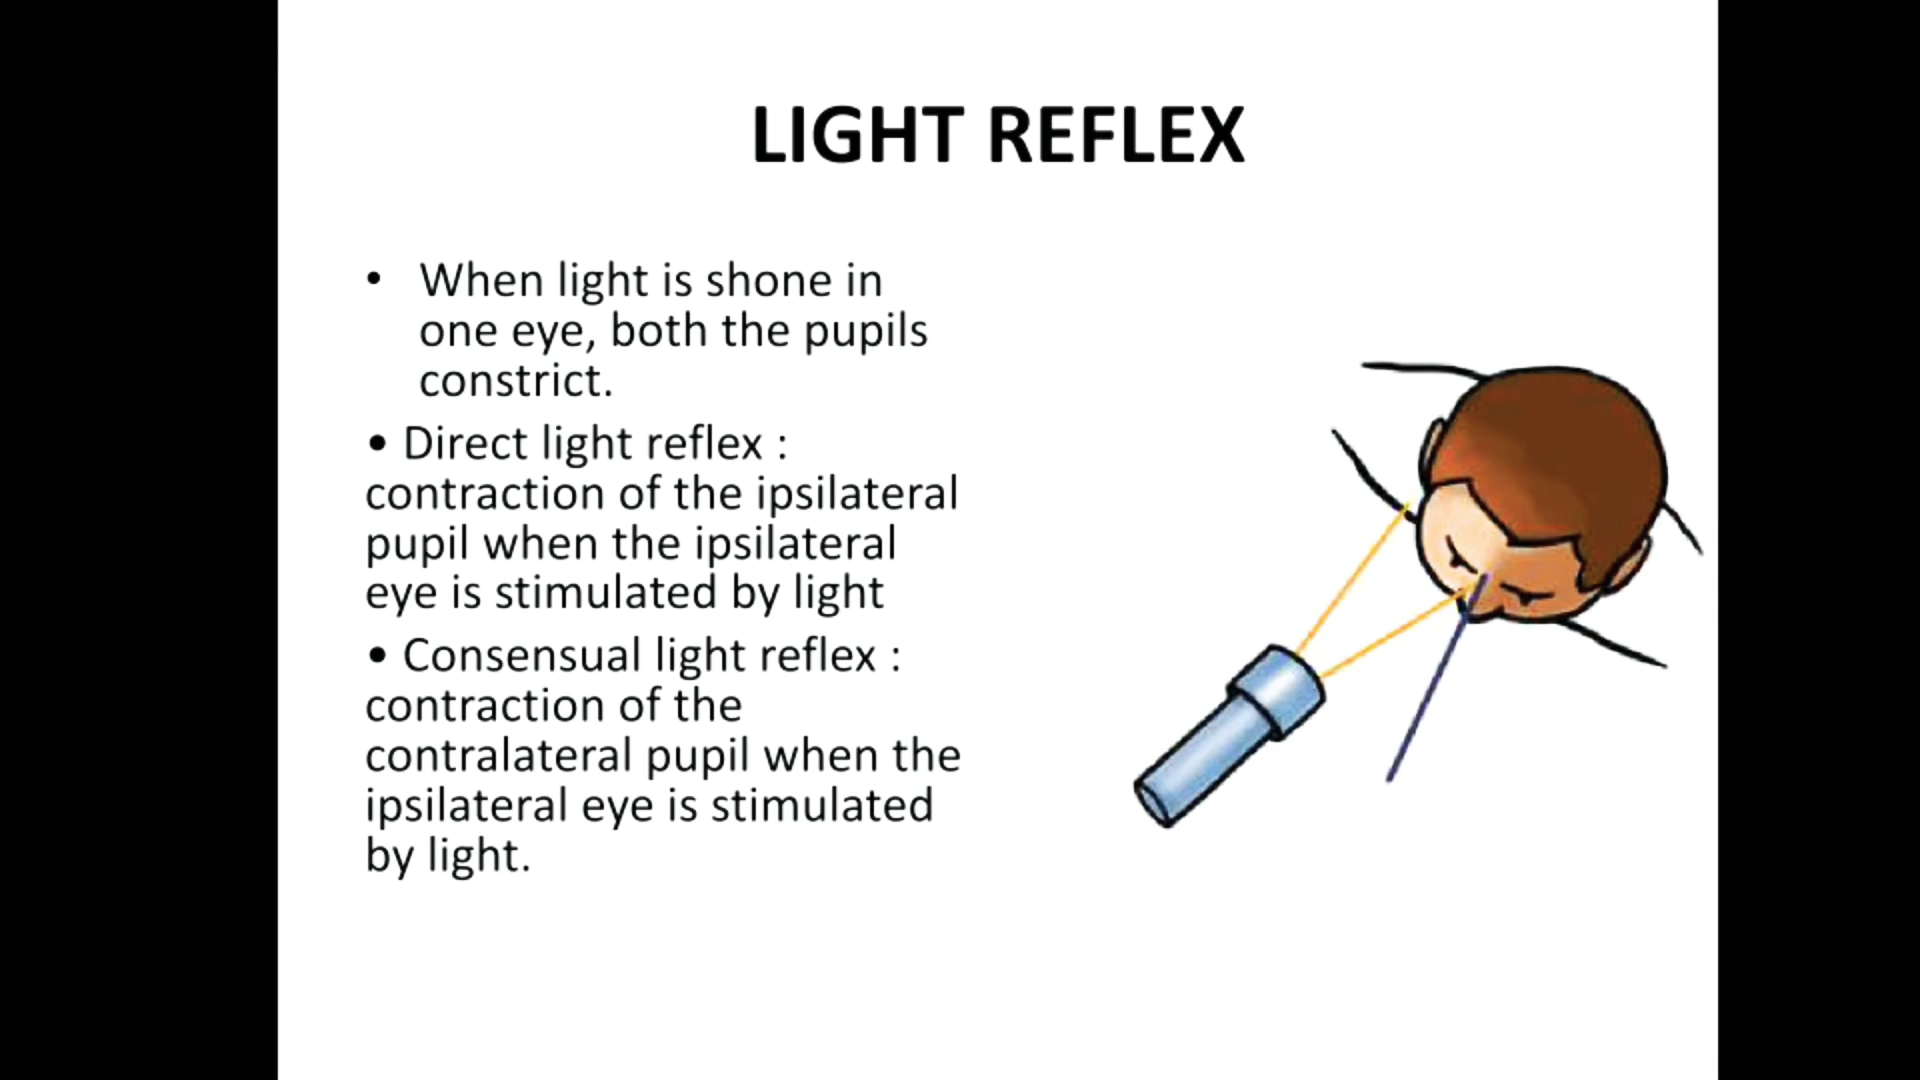 LIGHT REFLEX
• When light is shone in
one eye, both the pupils
constrict.
• Direct light reflex :
contraction of the ipsilateral
pupil when the ipsilateral
eye is stimulated by light
• Consensual light reflex :
contraction of the
contralateral pupil when the
ipsilateral eye is stimulated
by light.